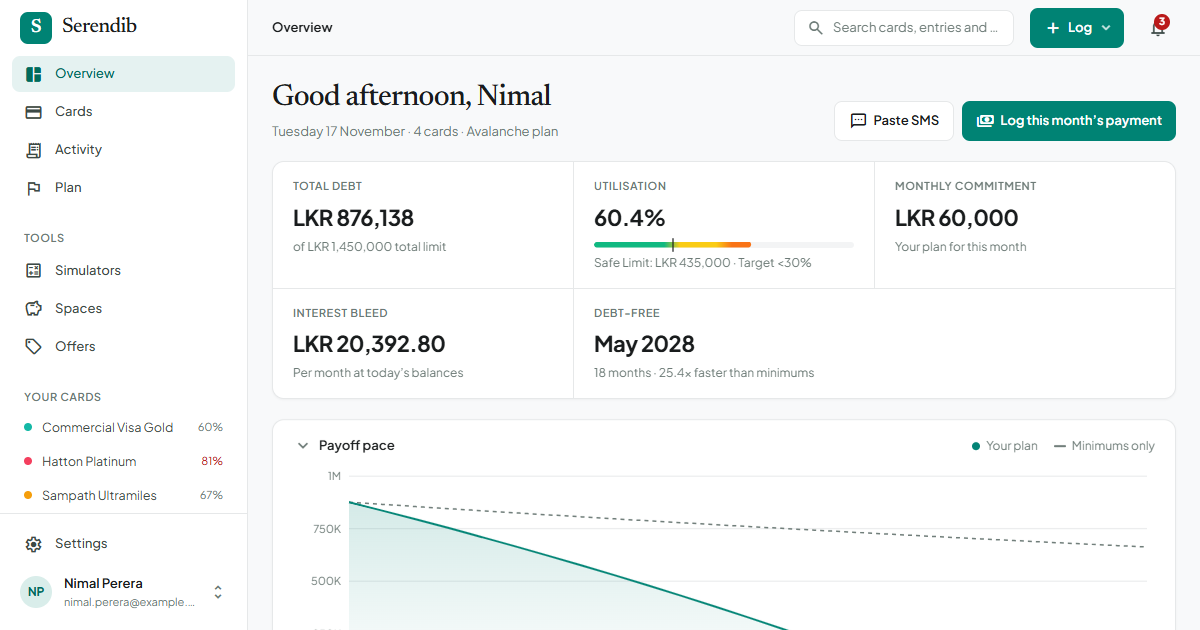 S Serendib
Overview
Cards
Activity
Plan
TOOLS
Simulators
Spaces
Offers
YOUR CARDS
Commercial Visa Gold 60%
Hatton Platinum 81%
Sampath Ultramiles 67%
Settings
NP
Nimal Perera
nimal.perera@example....
Overview
Search cards, entries and ...
Log
3
Good afternoon, Nimal
Tuesday 17 November · 4 cards · Avalanche plan
Paste SMS
Log this month’s payment
TOTAL DEBT
LKR 876,138
of LKR 1,450,000 total limit
UTILISATION
60.4%
Safe Limit: LKR 435,000 · Target <30%
MONTHLY COMMITMENT
LKR 60,000
Your plan for this month
INTEREST BLEED
LKR 20,392.80
Per month at today’s balances
DEBT-FREE
May 2028
18 months · 25.4× faster than minimums
Payoff pace
Your plan
Minimums only
1M
750K
500K